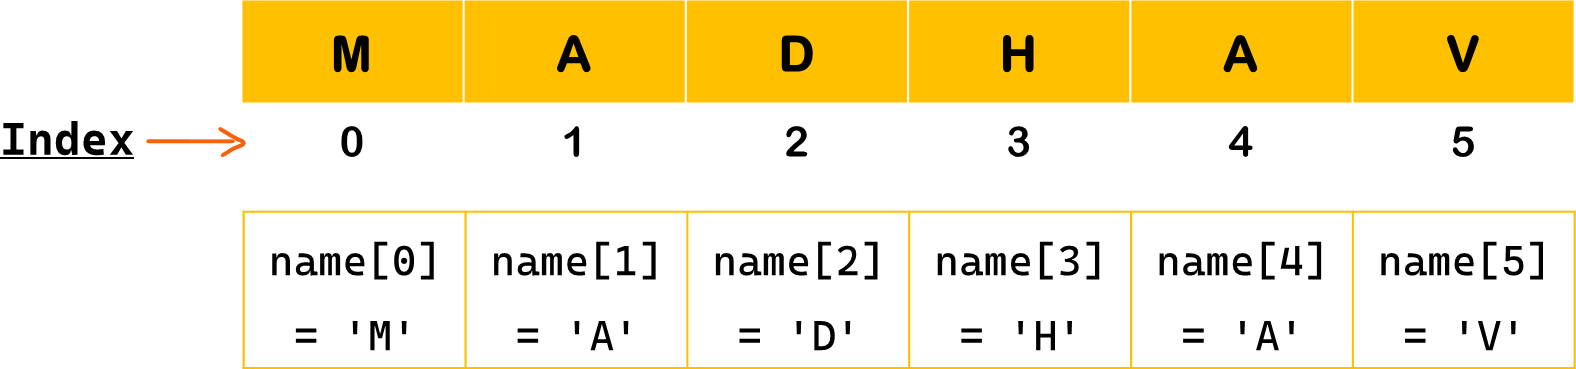 M A D H A V
Index 0 1 2 3 4 5
name[0] name[1] name[2] name[3] name[4] name[5]
= 'M' = 'A' = 'D' = 'H' = 'A' = 'V'